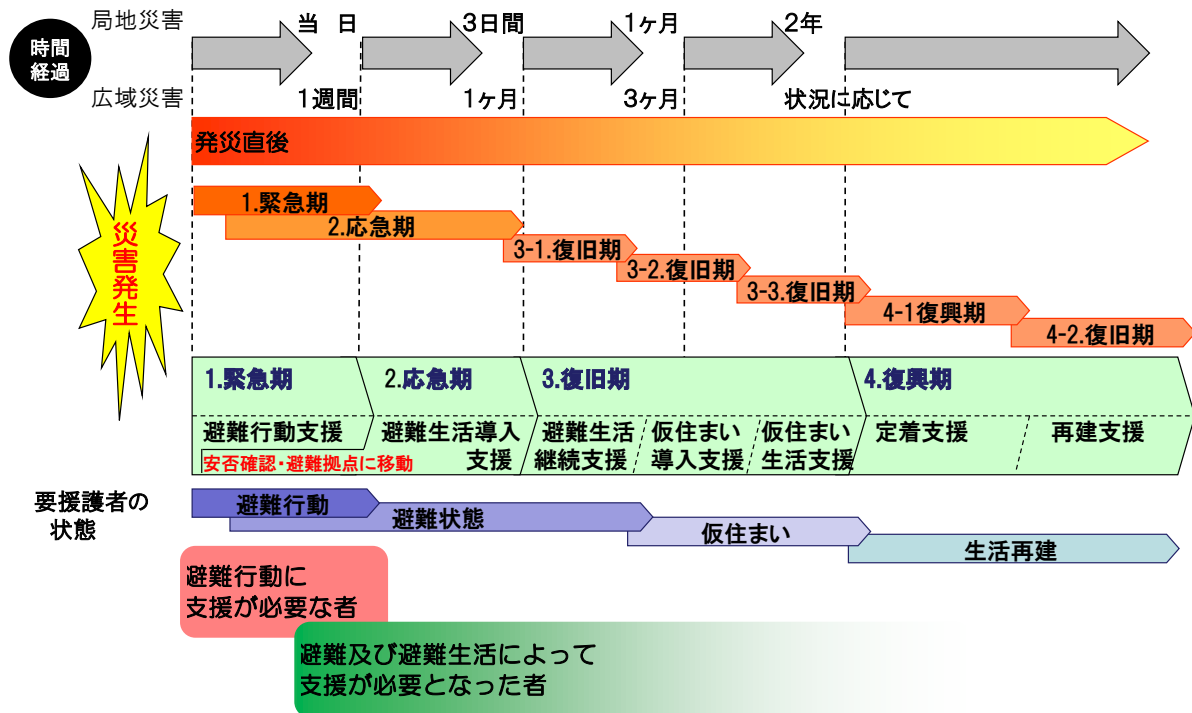 局地災害
当 日
3日間
1ヶ月
2年
時間
経過
広域災害
1週間
1ヶ月
3ヶ月
状況に応じて
発災直後
災害発生
1.緊急期
2.応急期
3-1.復旧期
3-2.復旧期
3-3.復旧期
4-1復興期
4-2.復旧期
1.緊急期
2.応急期
3.復旧期
4.復興期
避難行動支援
安否確認・避難拠点に移動
避難生活導入
支援
避難生活
継続支援
仮住まい
導入支援
仮住まい
生活支援
定着支援
再建支援
要援護者の
状態
避難行動
避難状態
仮住まい
生活再建
避難行動に
支援が必要な者
避難及び避難生活によって
支援が必要となった者